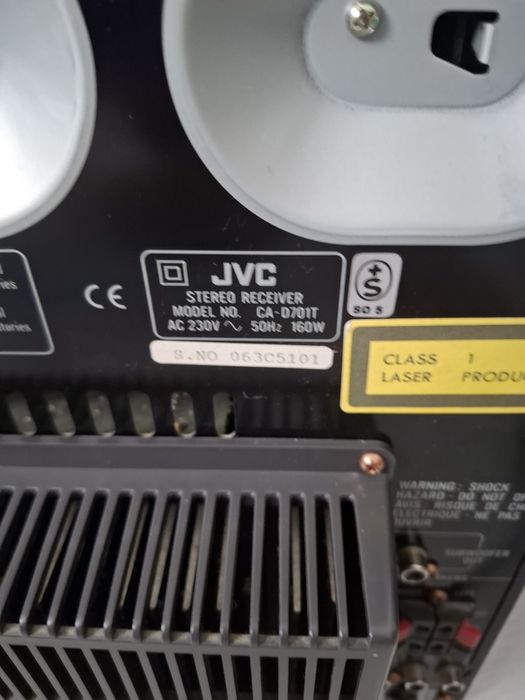 JVC
STEREO RECEIVER
MODEL NO. CA-D701T
AC 230V ~ 50Hz 160W
S.NO 063C5101
CE
+
S
SO 5
CLASS 1
LASER PRODU
WARNING: SHOCK
HAZARD - DO NOT O
AVIS: RISQUE DE CH
ELECTRIQUE - NE PAS
OUVRIR
SUBWOOFER
OUT